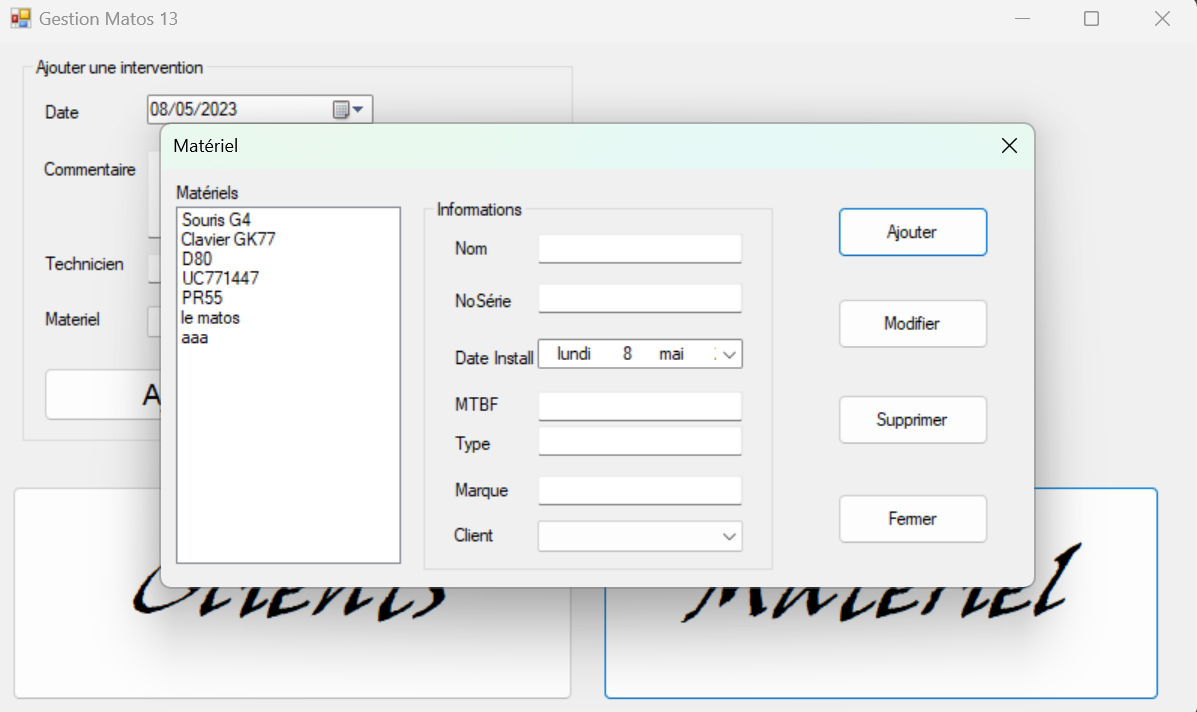 Gestion Matos 13
Ajouter une intervention
Date
08/05/2023
Commentaire
Technicien
Materiel
Matériel
Matériels
Souris G4
Clavier GK77
D80
UC771447
PR55
le matos
aaa
Informations
Nom
NoSérie
Date Install
lundi 8 mai
MTBF
Type
Marque
Client
Ajouter
Modifier
Supprimer
Fermer
Clients
Matériel